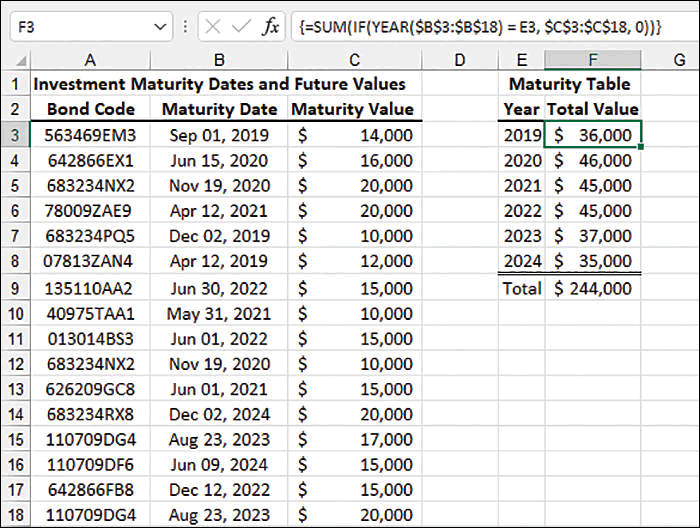 F3 fx {=SUM(IF(YEAR($B$3:$B$18) = E3, $C$3:$C$18, 0))}
A B C D E F G
1 Investment Maturity Dates and Future Values Maturity Table
2 Bond Code Maturity Date Maturity Value Year Total Value
3 563469EM3 Sep 01, 2019 $ 14,000 2019 $ 36,000
4 642866EX1 Jun 15, 2020 $ 16,000 2020 $ 46,000
5 683234NX2 Nov 19, 2020 $ 20,000 2021 $ 45,000
6 78009ZAE9 Apr 12, 2021 $ 20,000 2022 $ 45,000
7 683234PQ5 Dec 02, 2019 $ 10,000 2023 $ 37,000
8 07813ZAN4 Apr 12, 2019 $ 12,000 2024 $ 35,000
9 135110AA2 Jun 30, 2022 $ 15,000 Total $ 244,000
10 40975TAA1 May 31, 2021 $ 10,000
11 013014BS3 Jun 01, 2022 $ 15,000
12 683234NX2 Nov 19, 2020 $ 10,000
13 626209GC8 Jun 01, 2021 $ 15,000
14 683234RX8 Dec 02, 2024 $ 20,000
15 110709DG4 Aug 23, 2023 $ 17,000
16 110709DF6 Jun 09, 2024 $ 15,000
17 642866FB8 Dec 12, 2022 $ 15,000
18 110709DG4 Aug 23, 2023 $ 20,000